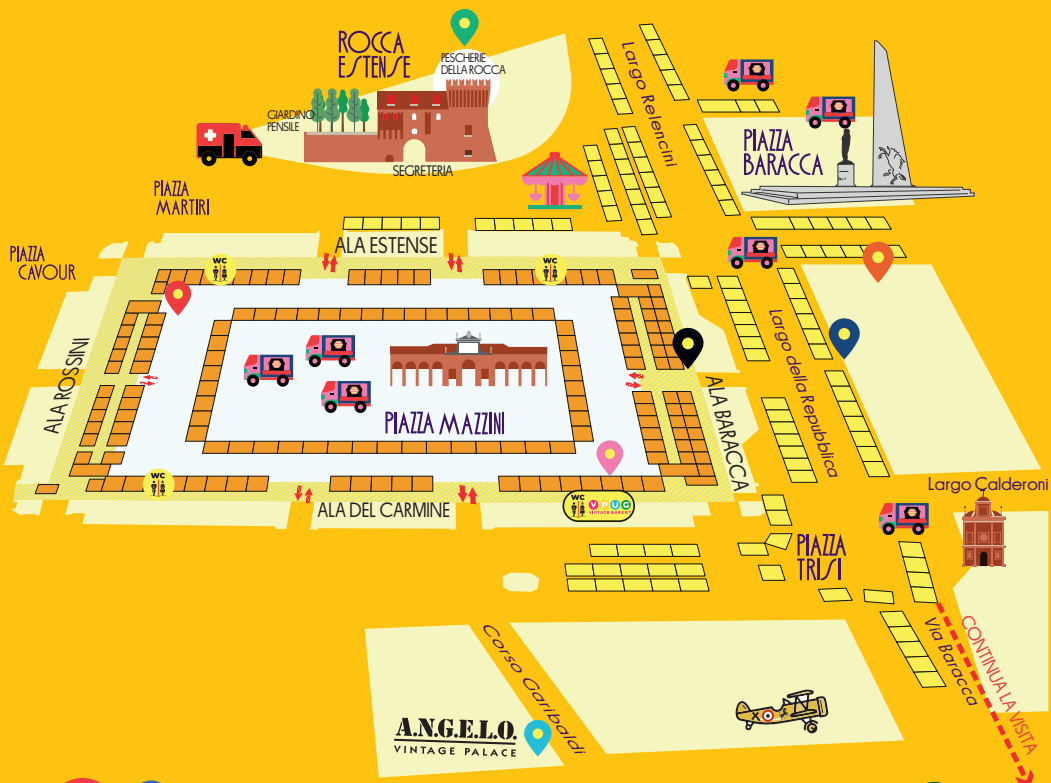 ROCCA
ESTENSE
PESCHERIE
DELLA ROCCA
GIARDINO
PENSILE
SEGRETERIA
Largo Relencini
PIAZZA
BARACCA
PIAZZA
MARTIRI
PIAZZA
CAVOUR
ALA ESTENSE
WC
WC
ALA ROSSINI
PIAZZA MAZZINI
ALA BARACCA
Largo della Repubblica
WC
ALA DEL CARMINE
WC
VPUG
VINTAGE MARKET
Largo Calderoni
PIAZZA
TRISI
Via Baracca
CONTINUA LA VISITA
Corso Garibaldi
A.N.G.E.L.O.
VINTAGE PALACE